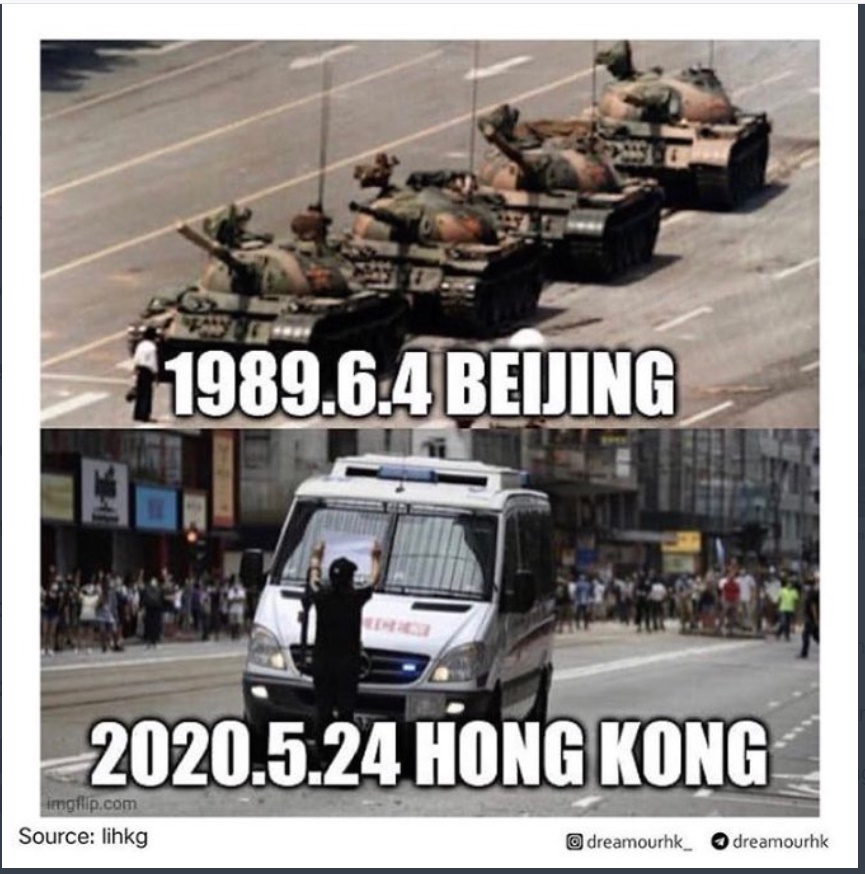 1989.6.4 BEIJING
2020.5.24 HONG KONG
imgflip.com
Source: lihkg
dreamourhk_ dreamourhk